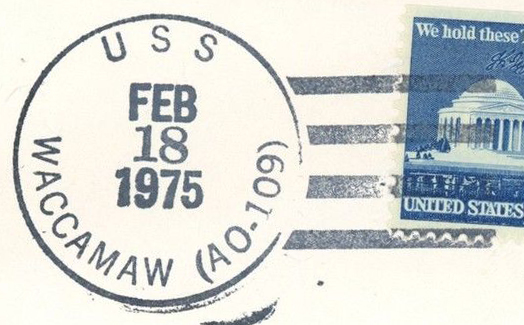 USS
FEB
18
1975
WACCAMAW (AO-109)
We hold these
UNITED STATES